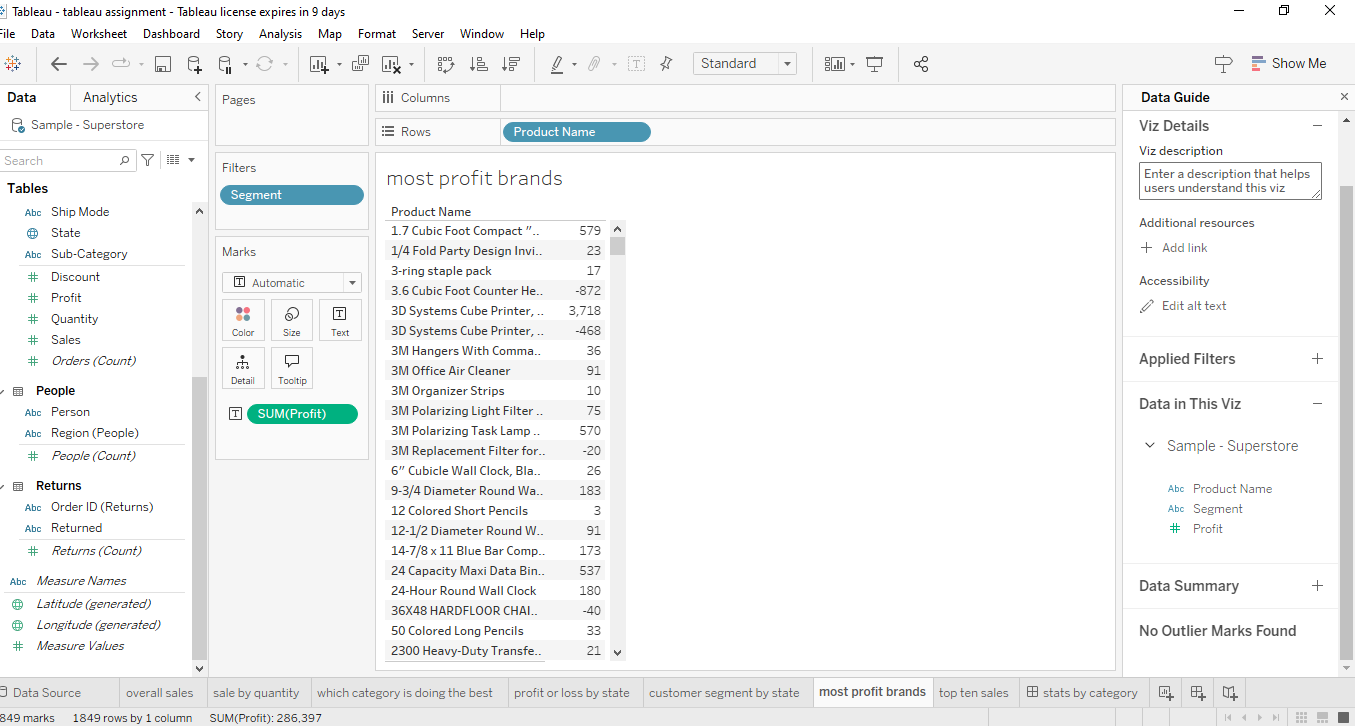 Tableau - tableau assignment - Tableau license expires in 9 days
File Data Worksheet Dashboard Story Analysis Map Format Server Window Help
Standard
Show Me
Data Analytics
Sample - Superstore
Search
Tables
Abc Ship Mode
State
Abc Sub-Category
# Discount
# Profit
# Quantity
# Sales
# Orders (Count)
People
Abc Person
Abc Region (People)
# People (Count)
Returns
Abc Order ID (Returns)
Abc Returned
# Returns (Count)
Abc Measure Names
Latitude (generated)
Longitude (generated)
# Measure Values
Pages
Filters
Segment
Marks
T Automatic
Color Size T Text
Detail Tooltip
T SUM(Profit)
Columns
Rows Product Name
most profit brands
Product Name
1.7 Cubic Foot Compact ".. 579
1/4 Fold Party Design Invi.. 23
3-ring staple pack 17
3.6 Cubic Foot Counter He.. -872
3D Systems Cube Printer, .. 3,718
3D Systems Cube Printer, .. -468
3M Hangers With Comma.. 36
3M Office Air Cleaner 91
3M Organizer Strips 10
3M Polarizing Light Filter .. 75
3M Polarizing Task Lamp .. 570
3M Replacement Filter for.. -20
6" Cubicle Wall Clock, Bla.. 26
9-3/4 Diameter Round Wa.. 183
12 Colored Short Pencils 3
12-1/2 Diameter Round W.. 91
14-7/8 x 11 Blue Bar Comp.. 173
24 Capacity Maxi Data Bin.. 537
24-Hour Round Wall Clock 180
36X48 HARDFLOOR CHAI.. -40
50 Colored Long Pencils 33
2300 Heavy-Duty Transfe.. 21
Data Guide
Viz Details
Viz description
Enter a description that helps
users understand this viz
Additional resources
Add link
Accessibility
Edit alt text
Applied Filters
Data in This Viz
Sample - Superstore
Abc Product Name
Abc Segment
# Profit
Data Summary
No Outlier Marks Found
Data Source overall sales sale by quantity which category is doing the best profit or loss by state customer segment by state most profit brands top ten sales stats by category
849 marks 1849 rows by 1 column SUM(Profit): 286,397